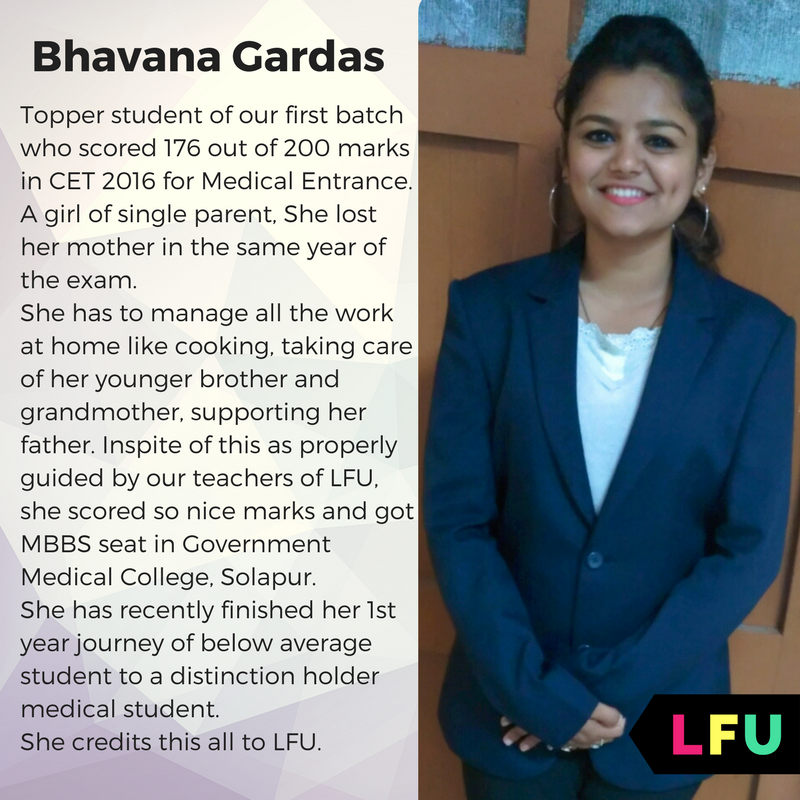 Bhavana Gardas
Topper student of our first batch
who scored 176 out of 200 marks
in CET 2016 for Medical Entrance.
A girl of single parent, She lost
her mother in the same year of
the exam.
She has to manage all the work
at home like cooking, taking care
of her younger brother and
grandmother, supporting her
father. Inspite of this as properly
guided by our teachers of LFU,
she scored so nice marks and got
MBBS seat in Government
Medical College, Solapur.
She has recently finished her 1st
year journey of below average
student to a distinction holder
medical student.
She credits this all to LFU.
LFU